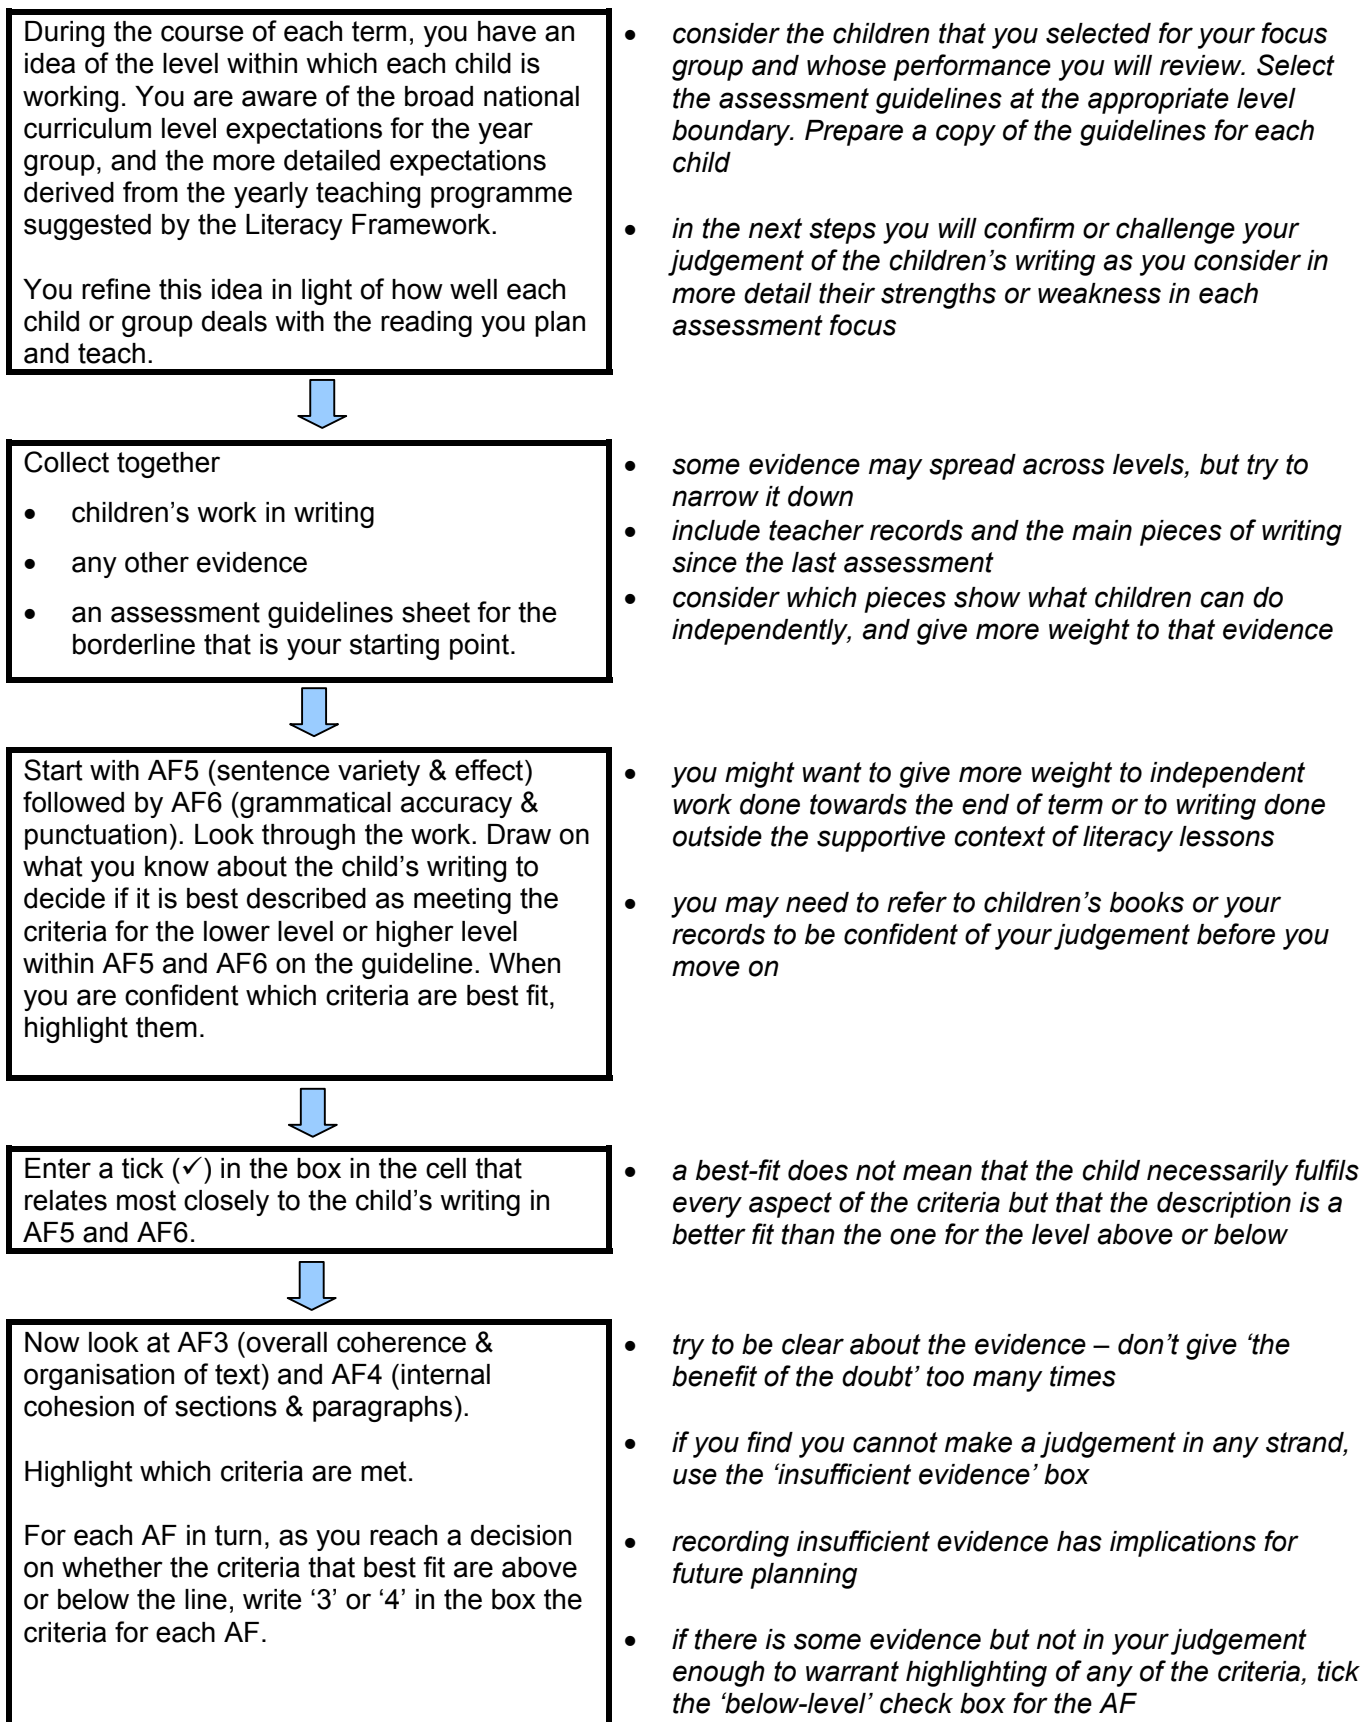 During the course of each term, you have an
idea of the level within which each child is
working. You are aware of the broad national
curriculum level expectations for the year
group, and the more detailed expectations
derived from the yearly teaching programme
suggested by the Literacy Framework.
You refine this idea in light of how well each
child or group deals with the reading you plan
and teach.
• consider the children that you selected for your focus
group and whose performance you will review. Select
the assessment guidelines at the appropriate level
boundary. Prepare a copy of the guidelines for each
child
• in the next steps you will confirm or challenge your
judgement of the children's writing as you consider in
more detail their strengths or weakness in each
assessment focus
Collect together
• children's work in writing
• any other evidence
• an assessment guidelines sheet for the
borderline that is your starting point.
• some evidence may spread across levels, but try to
narrow it down
• include teacher records and the main pieces of writing
since the last assessment
• consider which pieces show what children can do
independently, and give more weight to that evidence
Start with AF5 (sentence variety & effect)
followed by AF6 (grammatical accuracy &
punctuation). Look through the work. Draw on
what you know about the child's writing to
decide if it is best described as meeting the
criteria for the lower level or higher level
within AF5 and AF6 on the guideline. When
you are confident which criteria are best fit,
highlight them.
• you might want to give more weight to independent
work done towards the end of term or to writing done
outside the supportive context of literacy lessons
• you may need to refer to children's books or your
records to be confident of your judgement before you
move on
Enter a tick (✓) in the box in the cell that
relates most closely to the child's writing in
AF5 and AF6.
• a best-fit does not mean that the child necessarily fulfils
every aspect of the criteria but that the description is a
better fit than the one for the level above or below
Now look at AF3 (overall coherence &
organisation of text) and AF4 (internal
cohesion of sections & paragraphs).
Highlight which criteria are met.
For each AF in turn, as you reach a decision
on whether the criteria that best fit are above
or below the line, write '3' or '4' in the box the
criteria for each AF.
• try to be clear about the evidence – don't give 'the
benefit of the doubt' too many times
• if you find you cannot make a judgement in any strand,
use the 'insufficient evidence' box
• recording insufficient evidence has implications for
future planning
• if there is some evidence but not in your judgement
enough to warrant highlighting of any of the criteria, tick
the 'below-level' check box for the AF